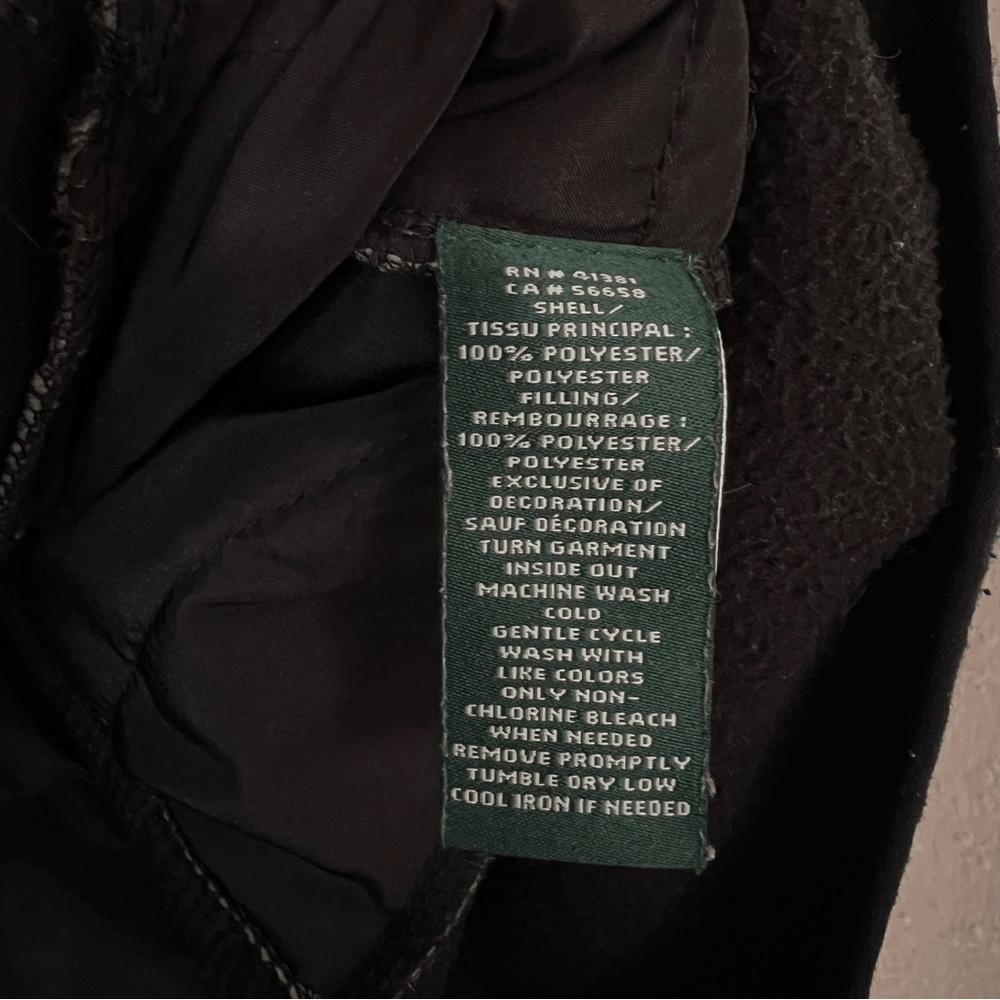 RN # 41381
CA # 56658
SHELL/
TISSU PRINCIPAL :
100% POLYESTER/
POLYESTER
FILLING/
REMBOURRAGE :
100% POLYESTER/
POLYESTER
EXCLUSIVE OF
DECORATION/
SAUF DÉCORATION
TURN GARMENT
INSIDE OUT
MACHINE WASH
COLD
GENTLE CYCLE
WASH WITH
LIKE COLORS
ONLY NON-
CHLORINE BLEACH
WHEN NEEDED
REMOVE PROMPTLY
TUMBLE DRY LOW
COOL IRON IF NEEDED